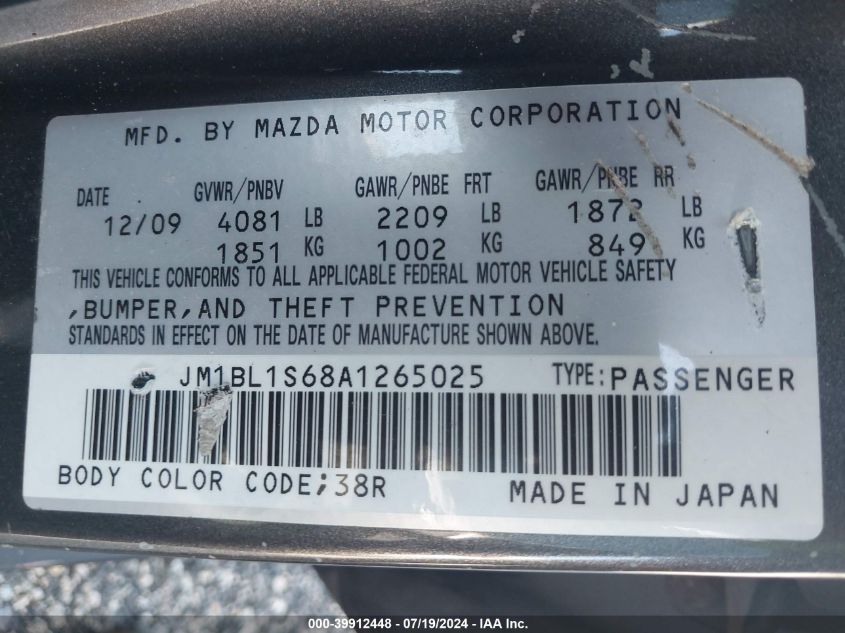 MFD. BY MAZDA MOTOR CORPORATION
DATE GVWR/PNBV GAWR/PNBE FRT GAWR/PNBE RR
12/09 4081 LB 2209 LB 1872 LB
1851 KG 1002 KG 849 KG
THIS VEHICLE CONFORMS TO ALL APPLICABLE FEDERAL MOTOR VEHICLE SAFETY
,BUMPER,AND THEFT PREVENTION
STANDARDS IN EFFECT ON THE DATE OF MANUFACTURE SHOWN ABOVE.
JM1BL1S68A1265025 TYPE:PASSENGER
BODY COLOR CODE;38R MADE IN JAPAN
000-39912448 - 07/19/2024 - IAA Inc.